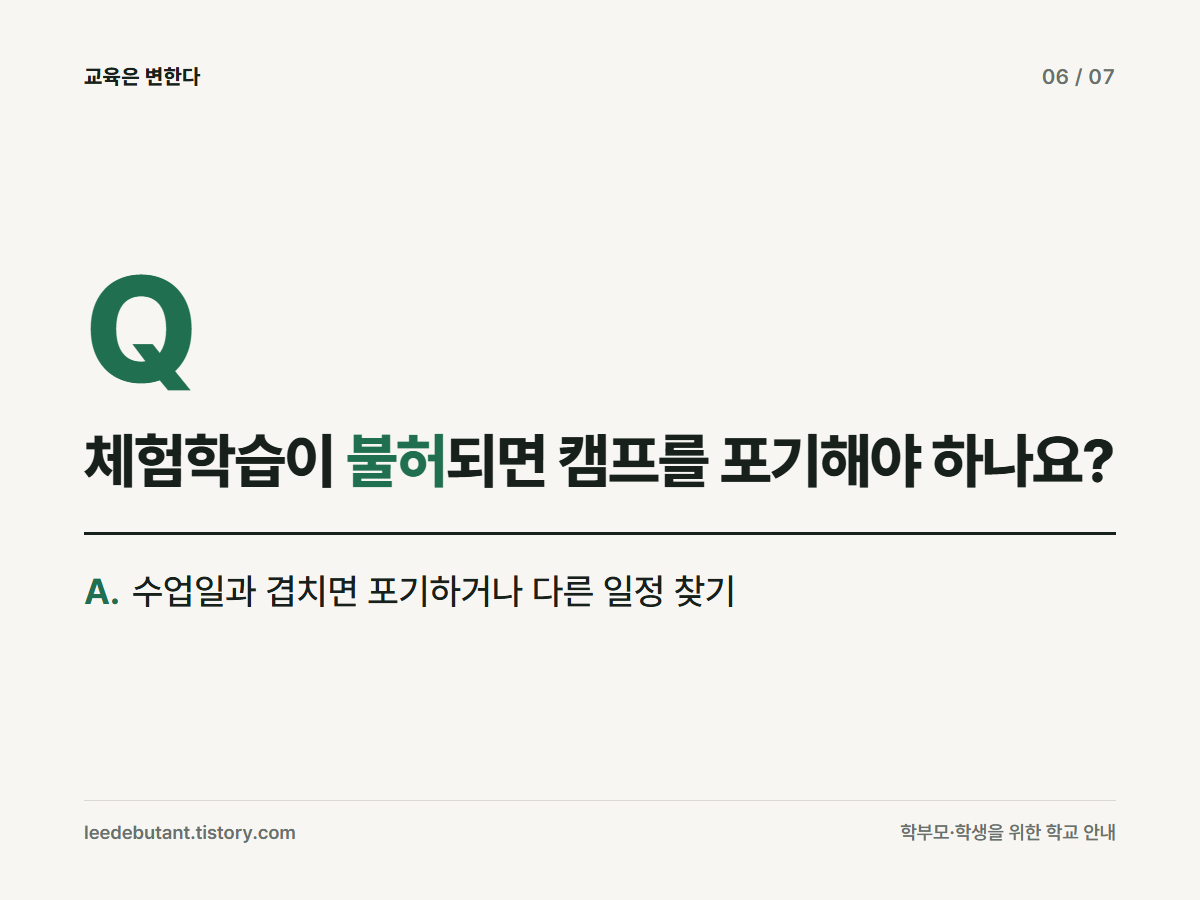 교육은 변한다
06 / 07
Q
체험학습이 불허되면 캠프를 포기해야 하나요?
A. 수업일과 겹치면 포기하거나 다른 일정 찾기
leedebutant.tistory.com
학부모·학생을 위한 학교 안내